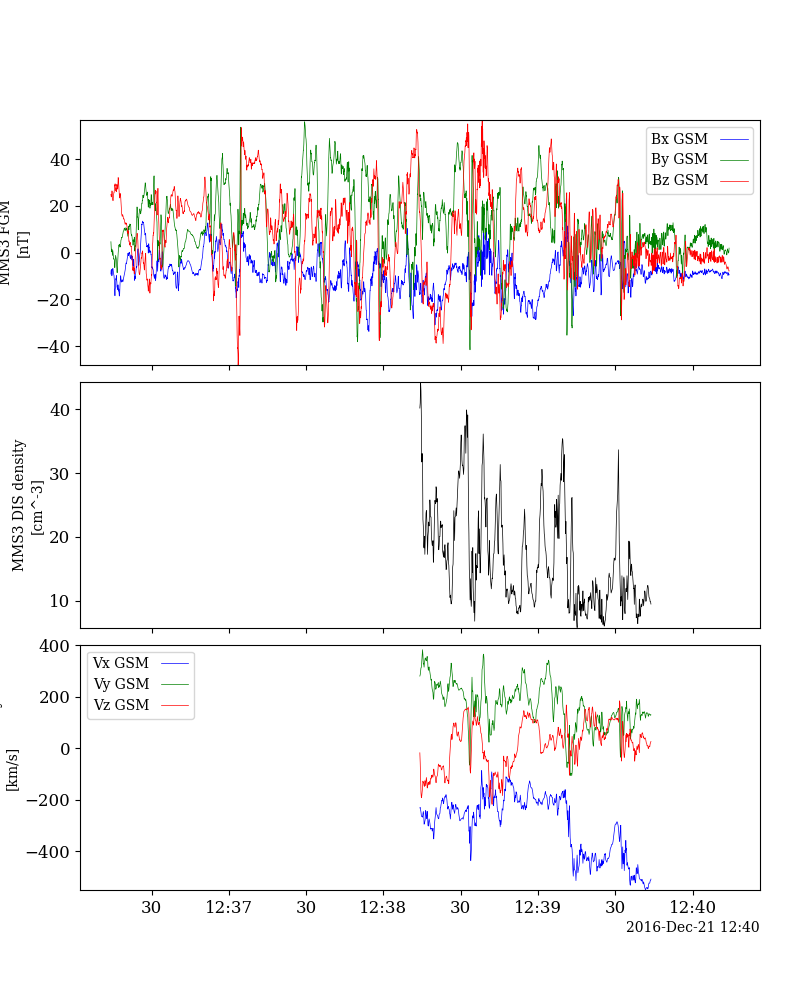 MMS3 FGM
[nT]
40
20
0
−20
−40
Bx GSM
By GSM
Bz GSM
MMS3 DIS density
[cm^-3]
40
30
20
10
[km/s]
400
200
0
−200
−400
Vx GSM
Vy GSM
Vz GSM
30 12:37 30 12:38 30 12:39 30 12:40
2016-Dec-21 12:40